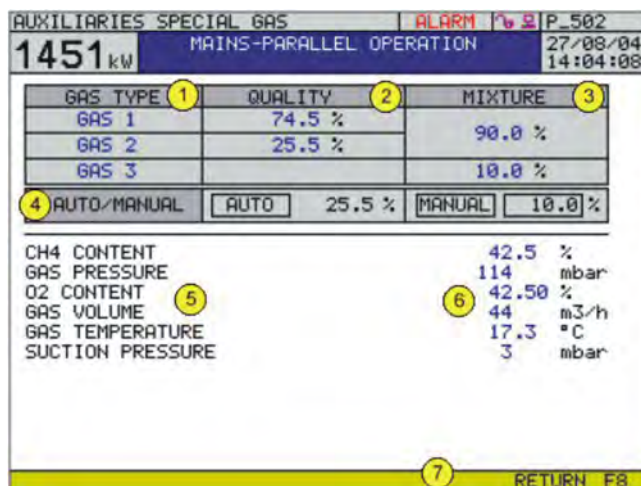 AUXILIARIES SPECIAL GAS ALARM P_502
1451 kW MAINS-PARALLEL OPERATION 27/08/04
14:04:08
GAS TYPE 1 QUALITY 2 MIXTURE 3
GAS 1 74.5 %
90.0 %
GAS 2 25.5 %
GAS 3 10.0 %
4 AUTO/MANUAL AUTO 25.5 % MANUAL 10.0 %
CH4 CONTENT 42.5 %
GAS PRESSURE 114 mbar
O2 CONTENT 42.50 %
5 6
GAS VOLUME 44 m3/h
GAS TEMPERATURE 17.3 °C
SUCTION PRESSURE 3 mbar
7 RETURN F8